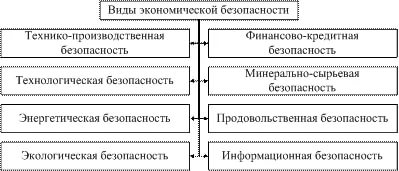 Виды экономической безопасности
Технико-производственная
безопасность
Финансово-кредитная
безопасность
Технологическая безопасность
Минерально-сырьевая
безопасность
Энергетическая безопасность
Продовольственная безопасность
Экологическая безопасность
Информационная безопасность